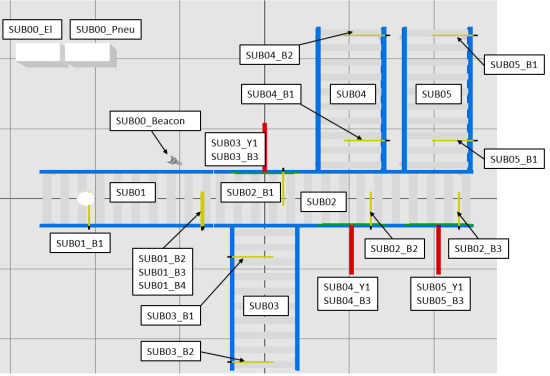 SUB00_El
SUB00_Pneu
SUB04_B2
SUB05_B1
SUB04_B1
SUB04
SUB05
SUB00_Beacon
SUB03_Y1
SUB03_B3
SUB05_B1
SUB01
SUB02_B1
SUB02
SUB01_B1
SUB01_B2
SUB01_B3
SUB01_B4
SUB02_B2
SUB02_B3
SUB04_Y1
SUB04_B3
SUB05_Y1
SUB05_B3
SUB03
SUB03_B1
SUB03_B2